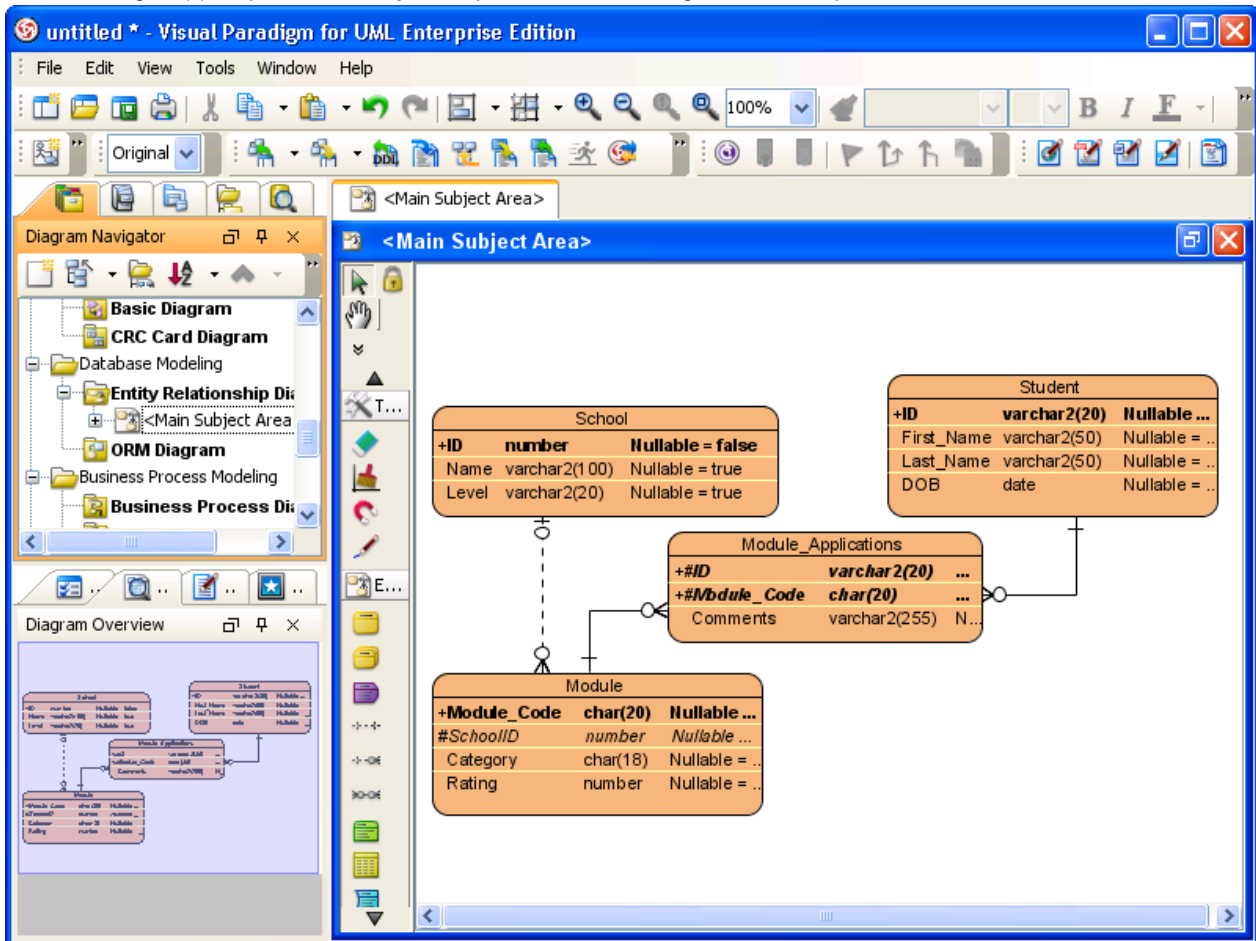 untitled * - Visual Paradigm for UML Enterprise Edition
File Edit View Tools Window Help
100% B I F
Original DDL
<Main Subject Area>
Diagram Navigator
<Main Subject Area>
Basic Diagram
CRC Card Diagram
Database Modeling
Entity Relationship Di
<Main Subject Area
ORM Diagram
Business Process Modeling
Business Process Di
T...
E...
Diagram Overview
School
+ID number Nullable = false
Name varchar2(100) Nullable = true
Level varchar2(20) Nullable = true
Student
+ID varchar2(20) Nullable ...
First_Name varchar2(50) Nullable = ..
Last_Name varchar2(50) Nullable = ..
DOB date Nullable = ..
Module_Applications
+#ID varchar2(20) ...
+#Module_Code char(20) ...
Comments varchar2(255) N...
Module
+Module_Code char(20) Nullable ...
#SchoolID number Nullable ...
Category char(18) Nullable = ..
Rating number Nullable = ..